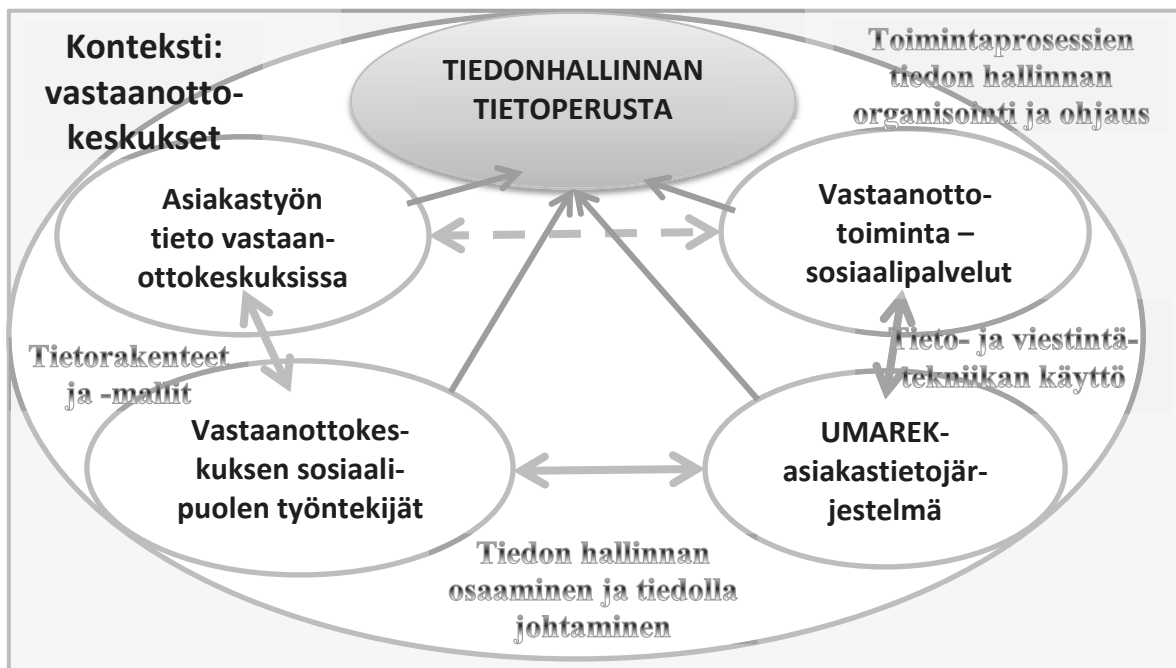 Konteksti:
vastaanotto-
keskukset
TIEDONHALLINNAN
TIETOPERUSTA
Toimintaprosessien
tiedon hallinnan
organisointi ja ohjaus
Asiakastyön
tieto vastaan-
ottokeskuksissa
Vastaanotto-
toiminta –
sosiaalipalvelut
Tietorakenteet
ja -mallit
Tieto- ja viestintä-
tekniikan käyttö
Vastaanottokes-
kuksen sosiaali-
puolen työntekijät
UMAREK-
asiakastietojär-
jestelmä
Tiedon hallinnan
osaaminen ja tiedolla
johtaminen